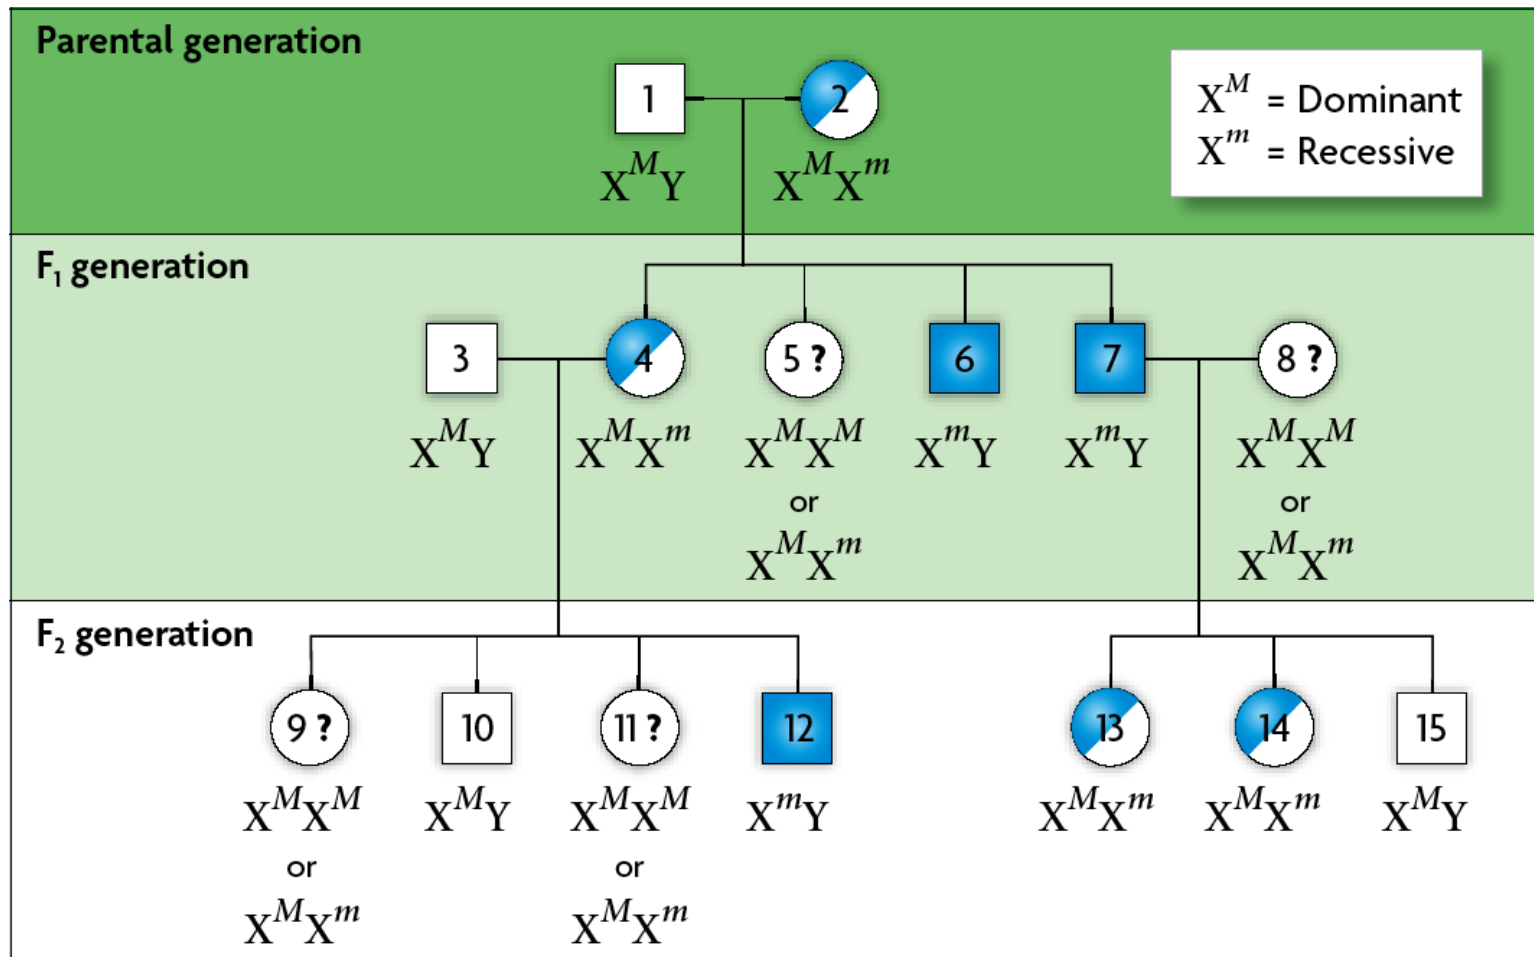 Parental generation
1 2
X^M = Dominant
X^m = Recessive
X^M Y X^M X^m
F₁ generation
3 4 5 ? 6 7 8 ?
X^M Y X^M X^m X^M X^M X^m Y X^m Y X^M X^M
or or
X^M X^m X^M X^m
F₂ generation
9 ? 10 11 ? 12 13 14 15
X^M X^M X^M Y X^M X^M X^m Y X^M X^m X^M X^m X^M Y
or or
X^M X^m X^M X^m